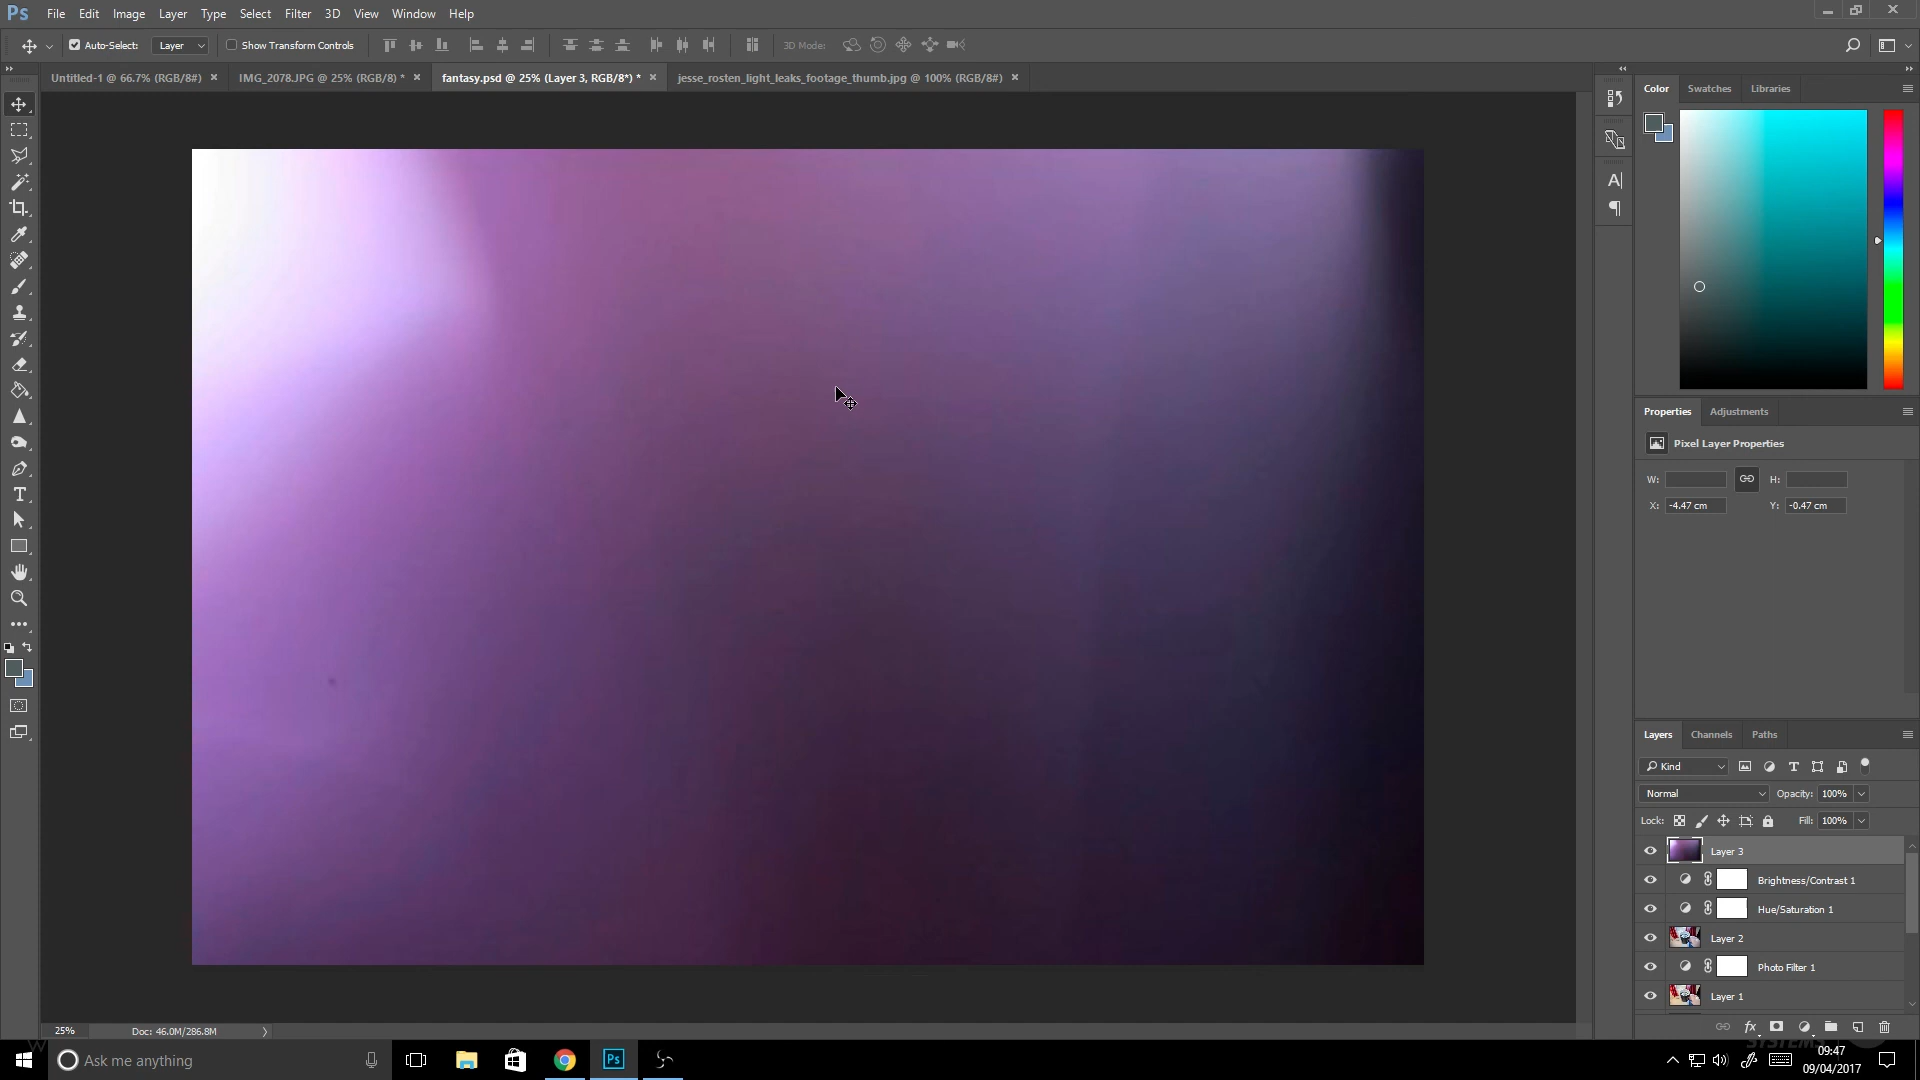 Ps File Edit Image Layer Type Select Filter 3D View Window Help
Auto-Select: Layer Show Transform Controls 3D Mode:
Untitled-1 @ 66.7% (RGB/8#) × IMG_2078.JPG @ 25% (RGB/8) * × fantasy.psd @ 25% (Layer 3, RGB/8*) * × jesse_rosten_light_leaks_footage_thumb.jpg @ 100% (RGB/8#) ×
Color Swatches Libraries
Properties Adjustments
Pixel Layer Properties
W: H:
X: -4.47 cm Y: -0.47 cm
Layers Channels Paths
Kind
Normal Opacity: 100%
Lock: Fill: 100%
Layer 3
Brightness/Contrast 1
Hue/Saturation 1
Layer 2
Photo Filter 1
Layer 1
25% Doc: 46.0M/286.8M
SYSTEMS
Ask me anything Ps 09:47
09/04/2017